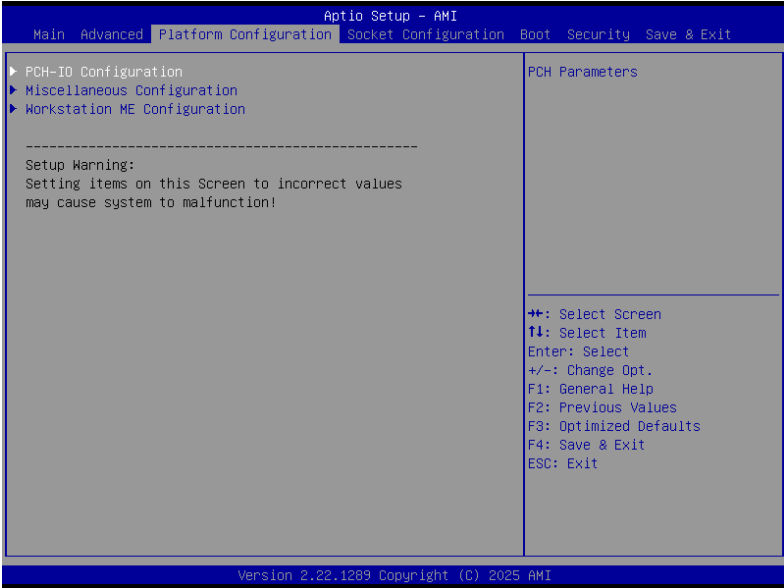 Aptio Setup - AMI
Main Advanced Platform Configuration Socket Configuration Boot Security Save & Exit
PCH-IO Configuration
Miscellaneous Configuration
Workstation ME Configuration
--------------------------------------------------
Setup Warning:
Setting items on this Screen to incorrect values
may cause system to malfunction!
PCH Parameters
→←: Select Screen
↑↓: Select Item
Enter: Select
+/-: Change Opt.
F1: General Help
F2: Previous Values
F3: Optimized Defaults
F4: Save & Exit
ESC: Exit
Version 2.22.1289 Copyright (C) 2025 AMI